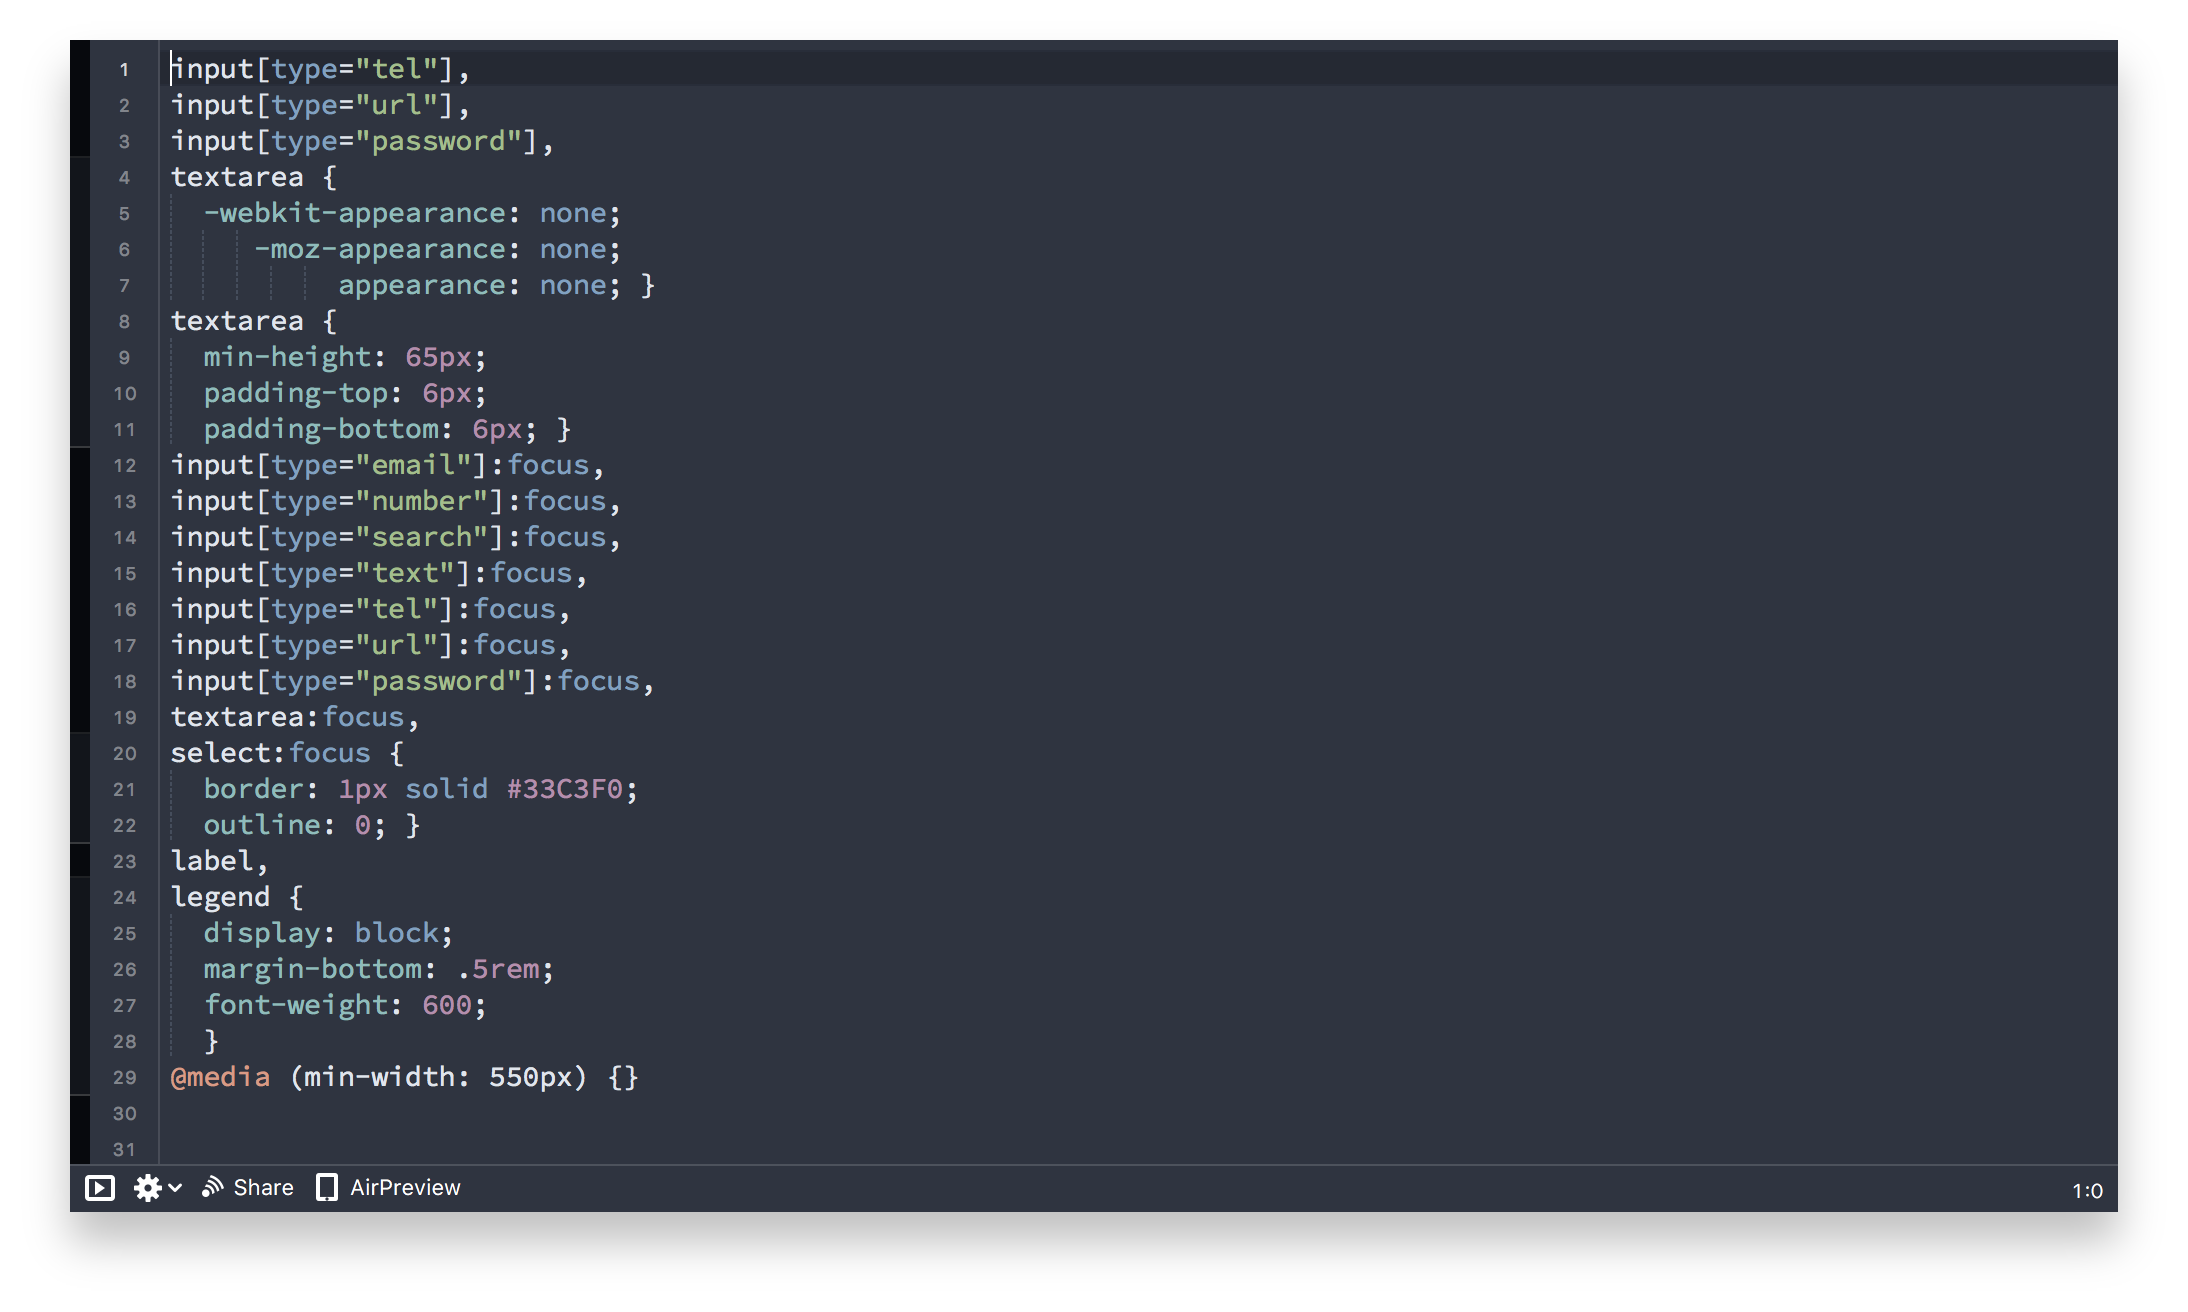 1 input[type="tel"],
2 input[type="url"],
3 input[type="password"],
4 textarea {
5   -webkit-appearance: none;
6      -moz-appearance: none;
7           appearance: none; }
8 textarea {
9   min-height: 65px;
10   padding-top: 6px;
11   padding-bottom: 6px; }
12 input[type="email"]:focus,
13 input[type="number"]:focus,
14 input[type="search"]:focus,
15 input[type="text"]:focus,
16 input[type="tel"]:focus,
17 input[type="url"]:focus,
18 input[type="password"]:focus,
19 textarea:focus,
20 select:focus {
21   border: 1px solid #33C3F0;
22   outline: 0; }
23 label,
24 legend {
25   display: block;
26   margin-bottom: .5rem;
27   font-weight: 600;
28   }
29 @media (min-width: 550px) {}
30
31
Share AirPreview 1:0